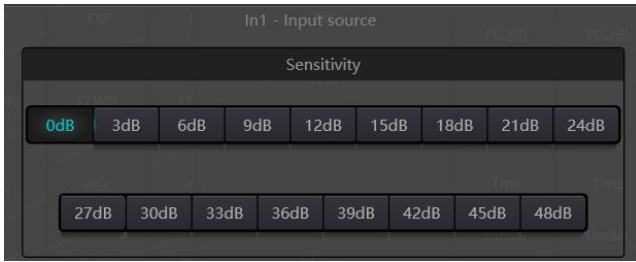 In1 - Input source
Sensitivity
0dB 3dB 6dB 9dB 12dB 15dB 18dB 21dB 24dB
27dB 30dB 33dB 36dB 39dB 42dB 45dB 48dB